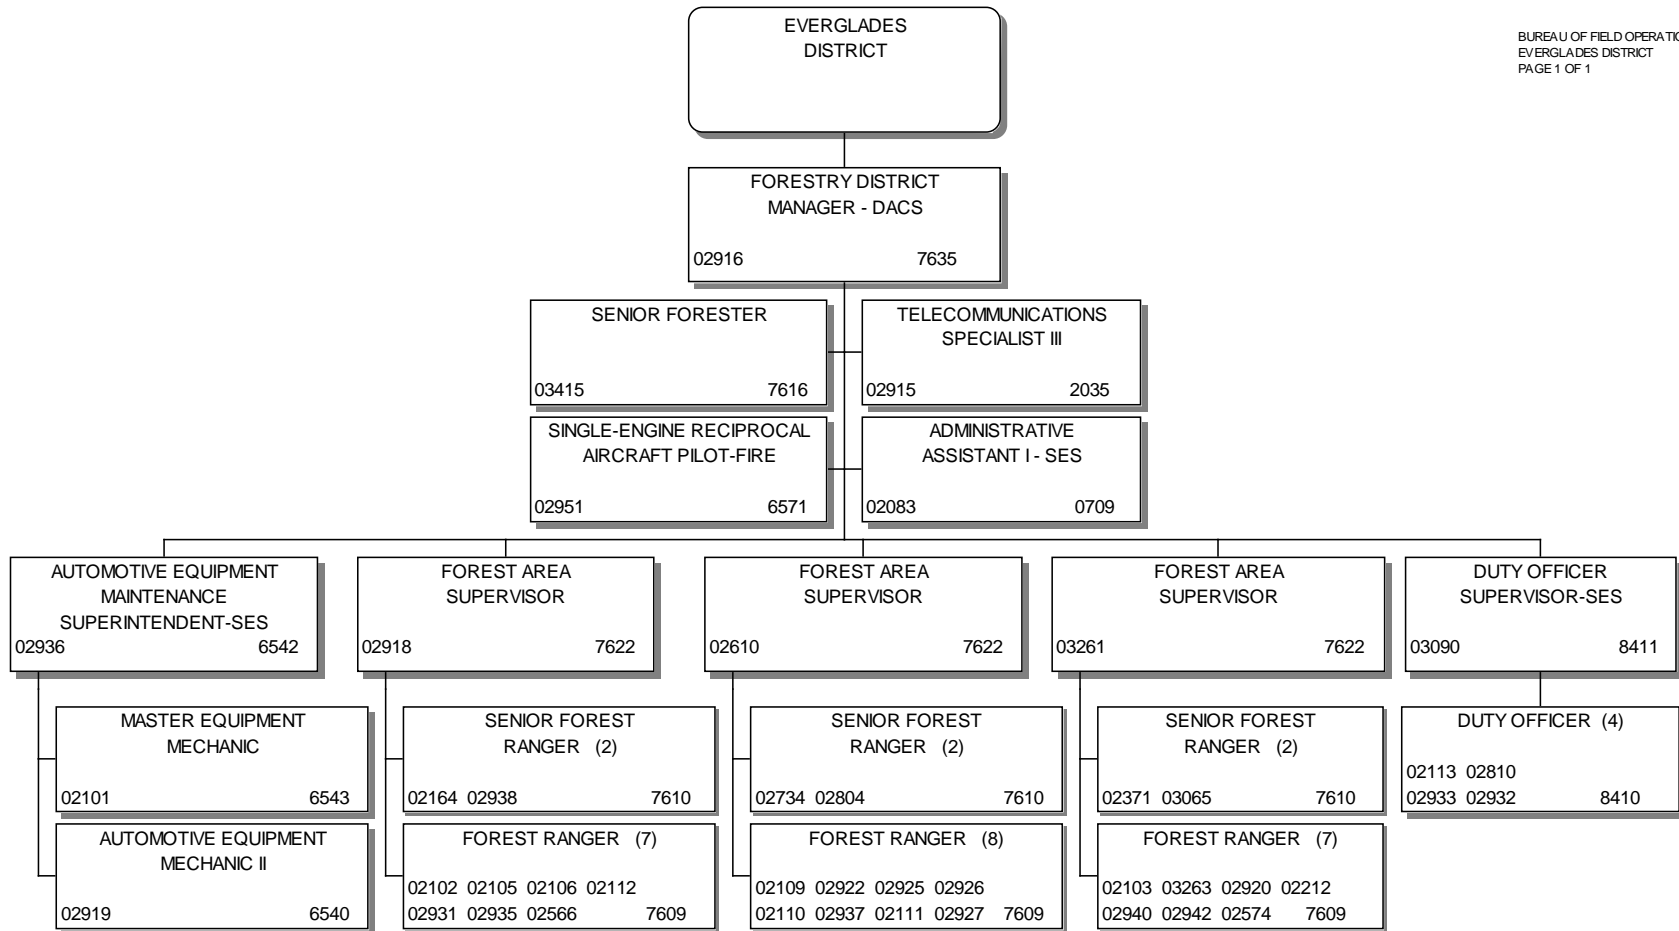 EVERGLADES
DISTRICT
BUREAU OF FIELD OPERATIO
EVERGLADES DISTRICT
PAGE 1 OF 1
FORESTRY DISTRICT
MANAGER - DACS
02916 7635
SENIOR FORESTER
03415 7616
TELECOMMUNICATIONS
SPECIALIST III
02915 2035
SINGLE-ENGINE RECIPROCAL
AIRCRAFT PILOT-FIRE
02951 6571
ADMINISTRATIVE
ASSISTANT I - SES
02083 0709
AUTOMOTIVE EQUIPMENT
MAINTENANCE
SUPERINTENDENT-SES
02936 6542
FOREST AREA
SUPERVISOR
02918 7622
FOREST AREA
SUPERVISOR
02610 7622
FOREST AREA
SUPERVISOR
03261 7622
DUTY OFFICER
SUPERVISOR-SES
03090 8411
MASTER EQUIPMENT
MECHANIC
02101 6543
SENIOR FOREST
RANGER (2)
02164 02938 7610
SENIOR FOREST
RANGER (2)
02734 02804 7610
SENIOR FOREST
RANGER (2)
02371 03065 7610
DUTY OFFICER (4)
02113 02810
02933 02932 8410
AUTOMOTIVE EQUIPMENT
MECHANIC II
02919 6540
FOREST RANGER (7)
02102 02105 02106 02112
02931 02935 02566 7609
FOREST RANGER (8)
02109 02922 02925 02926
02110 02937 02111 02927 7609
FOREST RANGER (7)
02103 03263 02920 02212
02940 02942 02574 7609